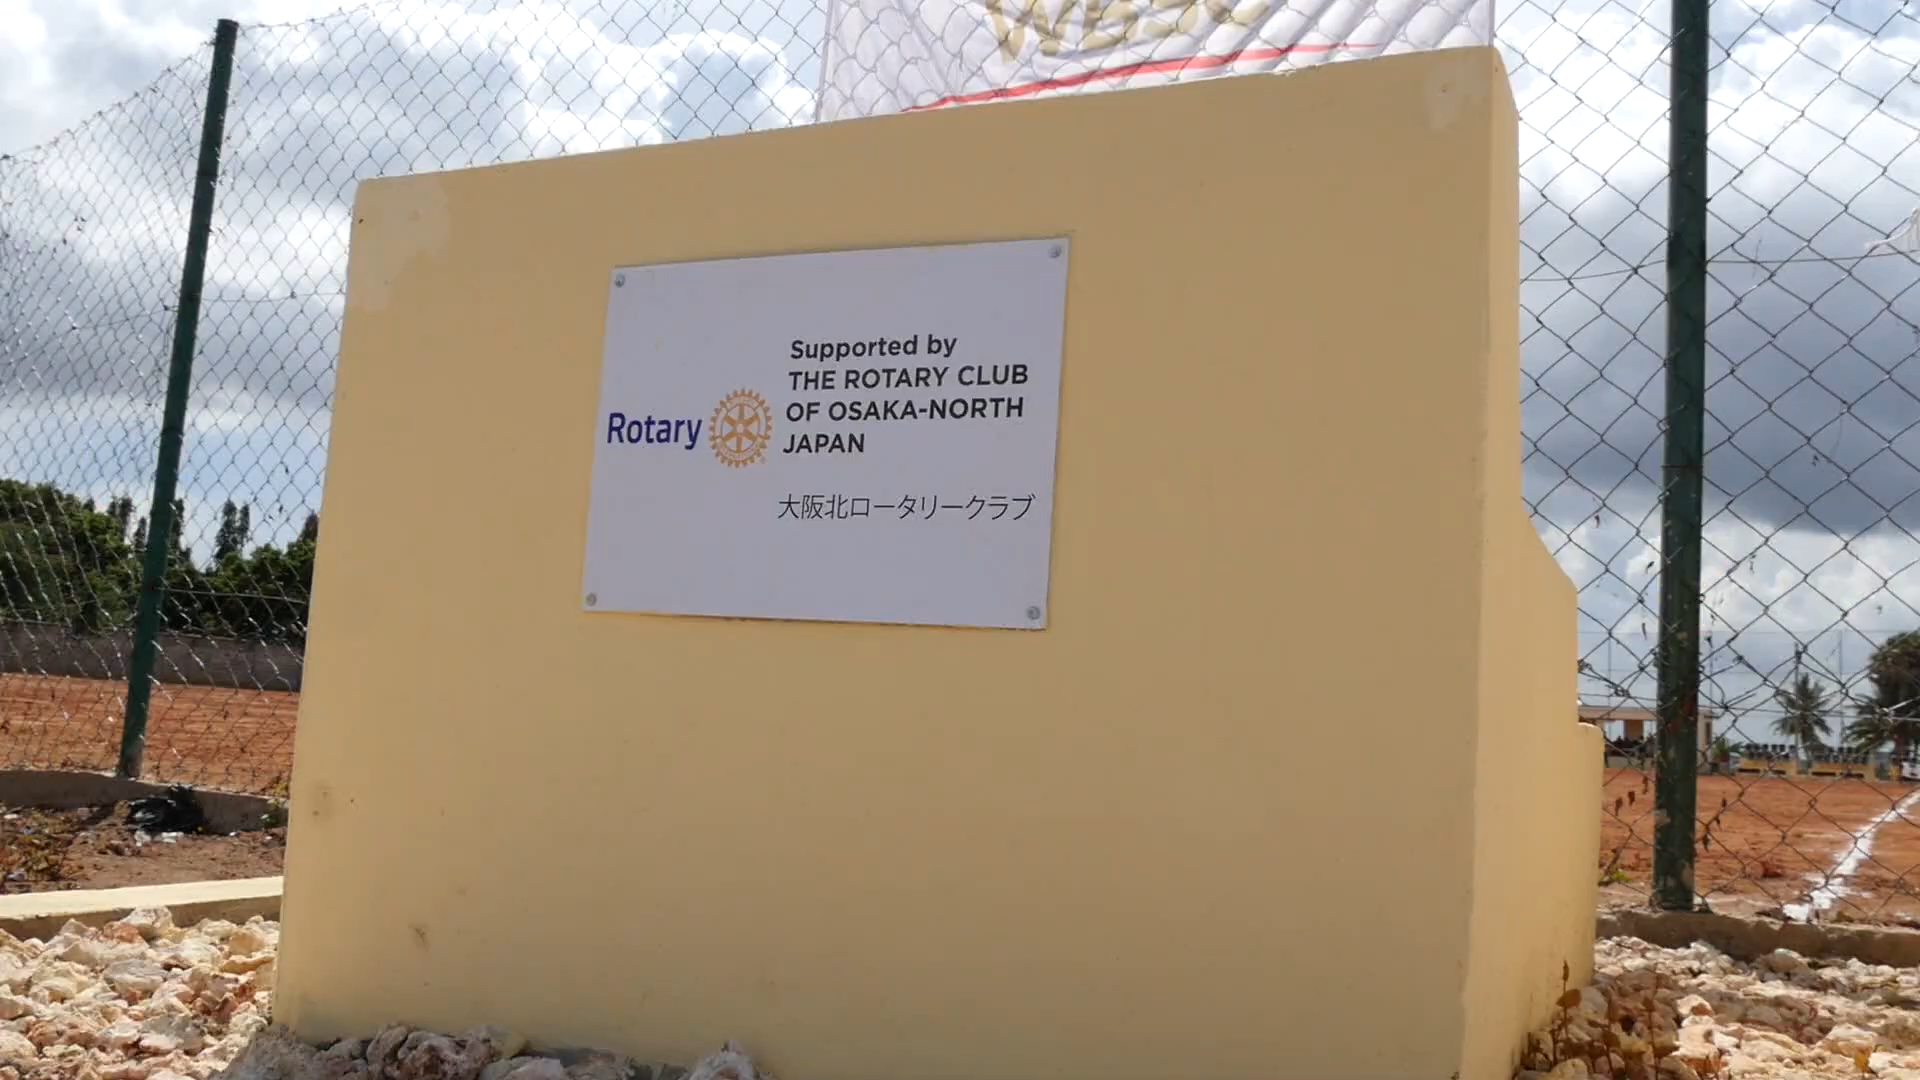 WBSC
Rotary
Supported by
THE ROTARY CLUB
OF OSAKA-NORTH
JAPAN
大阪北ロータリークラブ